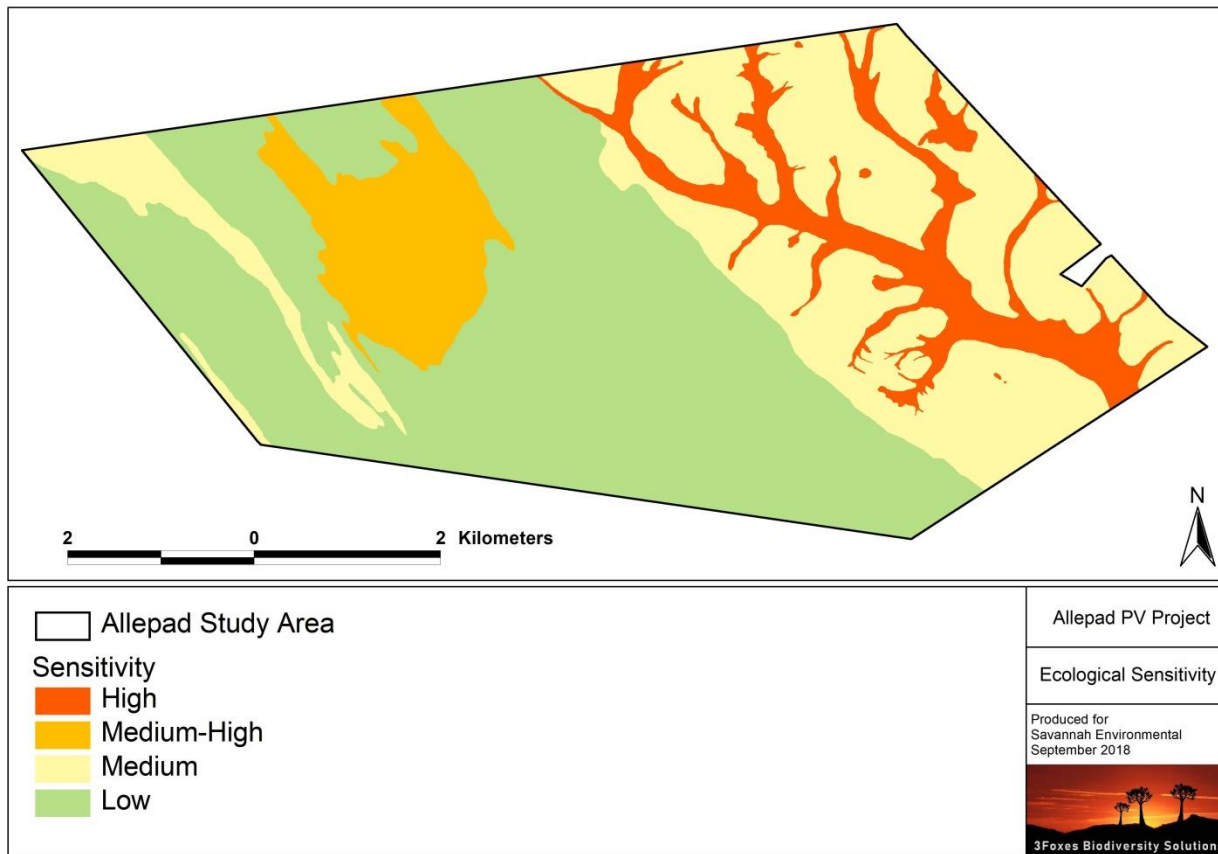 N
2 0 2 Kilometers
Allepad Study Area
Sensitivity
High
Medium-High
Medium
Low
Allepad PV Project
Ecological Sensitivity
Produced for
Savannah Environmental
September 2018
3Foxes Biodiversity Solution